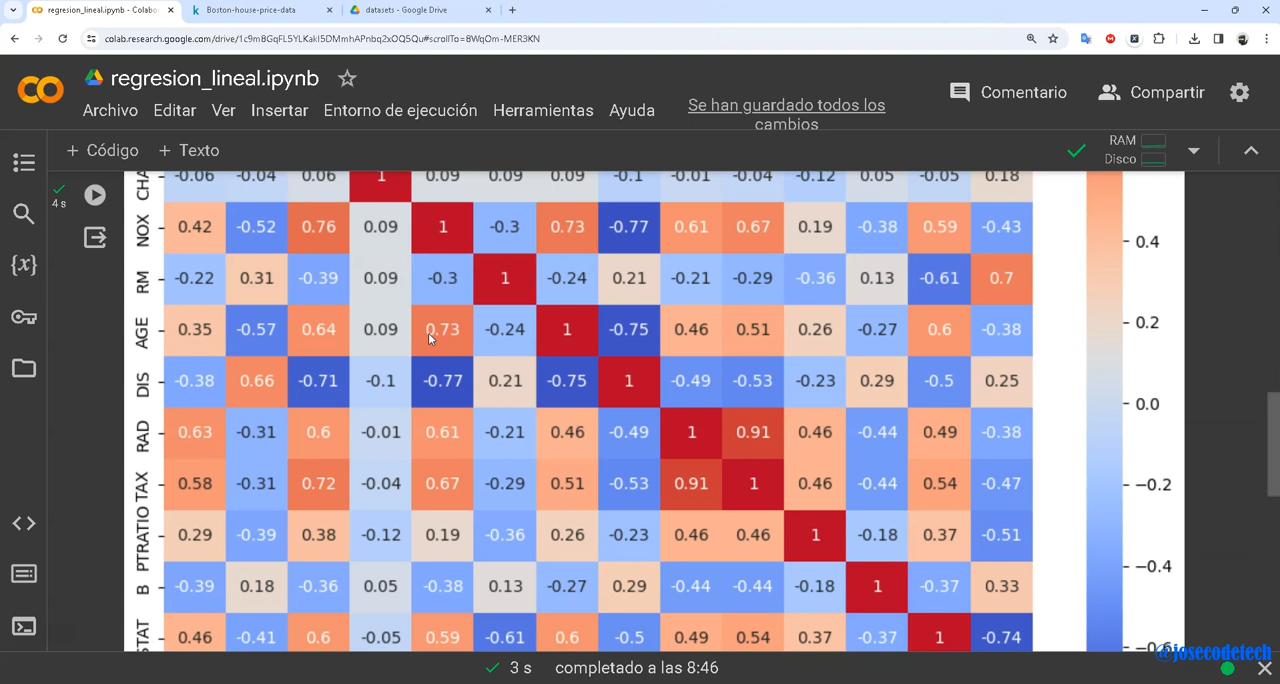 regresion_lineal.ipynb - Colabo
Boston-house-price-data
datasets - Google Drive
colab.research.google.com/drive/1c9m8GqFL5YLKakI5DMmhAPnbq2xOQ5Qu#scrollTo=8WqOm-MER3KN
regresion_lineal.ipynb
Archivo Editar Ver Insertar Entorno de ejecución Herramientas Ayuda
Se han guardado todos los
cambios
Comentario
Compartir
+ Código + Texto
RAM
Disco
4 s
CHA -0.06 -0.04 0.06 1 0.09 0.09 0.09 -0.1 -0.01 -0.04 -0.12 0.05 -0.05 0.18
NOX 0.42 -0.52 0.76 0.09 1 -0.3 0.73 -0.77 0.61 0.67 0.19 -0.38 0.59 -0.43
RM -0.22 0.31 -0.39 0.09 -0.3 1 -0.24 0.21 -0.21 -0.29 -0.36 0.13 -0.61 0.7
AGE 0.35 -0.57 0.64 0.09 0.73 -0.24 1 -0.75 0.46 0.51 0.26 -0.27 0.6 -0.38
DIS -0.38 0.66 -0.71 -0.1 -0.77 0.21 -0.75 1 -0.49 -0.53 -0.23 0.29 -0.5 0.25
RAD 0.63 -0.31 0.6 -0.01 0.61 -0.21 0.46 -0.49 1 0.91 0.46 -0.44 0.49 -0.38
TAX 0.58 -0.31 0.72 -0.04 0.67 -0.29 0.51 -0.53 0.91 1 0.46 -0.44 0.54 -0.47
PTRATIO 0.29 -0.39 0.38 -0.12 0.19 -0.36 0.26 -0.23 0.46 0.46 1 -0.18 0.37 -0.51
B -0.39 0.18 -0.36 0.05 -0.38 0.13 -0.27 0.29 -0.44 -0.44 -0.18 1 -0.37 0.33
STAT 0.46 -0.41 0.6 -0.05 0.59 -0.61 0.6 -0.5 0.49 0.54 0.37 -0.37 1 -0.74
0.4
0.2
0.0
−0.2
−0.4
@josecodetech
3 s completado a las 8:46